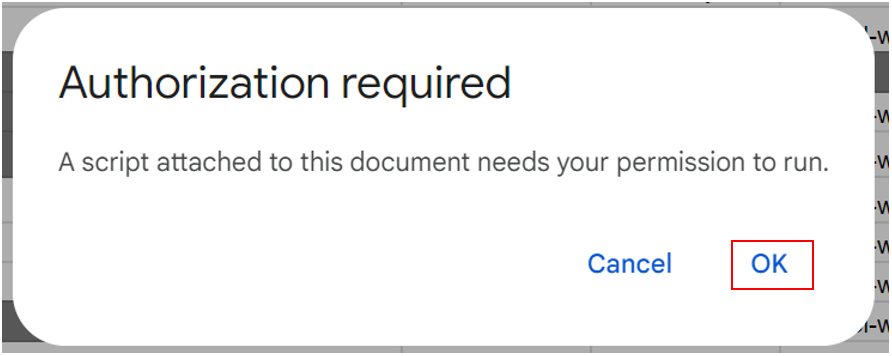 Authorization required
A script attached to this document needs your permission to run.
Cancel
OK